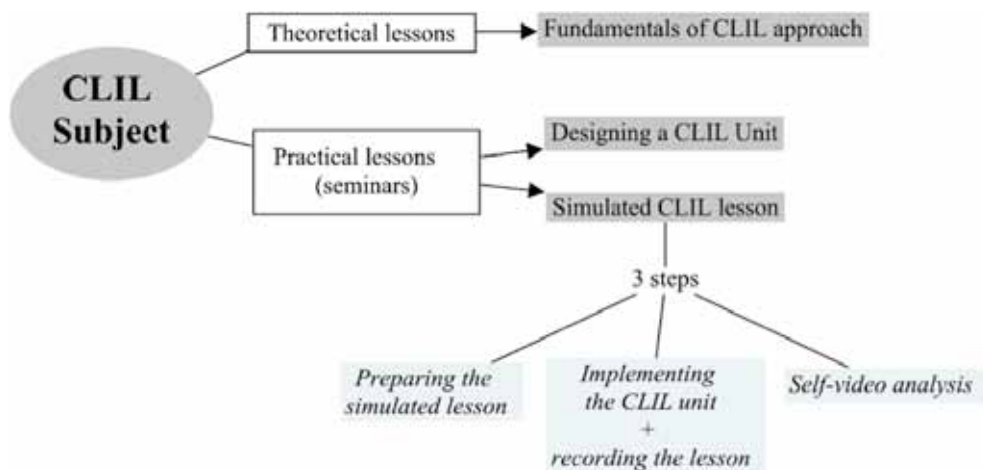 CLIL
Subject
Theoretical lessons
Fundamentals of CLIL approach
Practical lessons
(seminars)
Designing a CLIL Unit
Simulated CLIL lesson
3 steps
Preparing the
simulated lesson
Implementing
the CLIL unit
+
recording the lesson
Self-video analysis